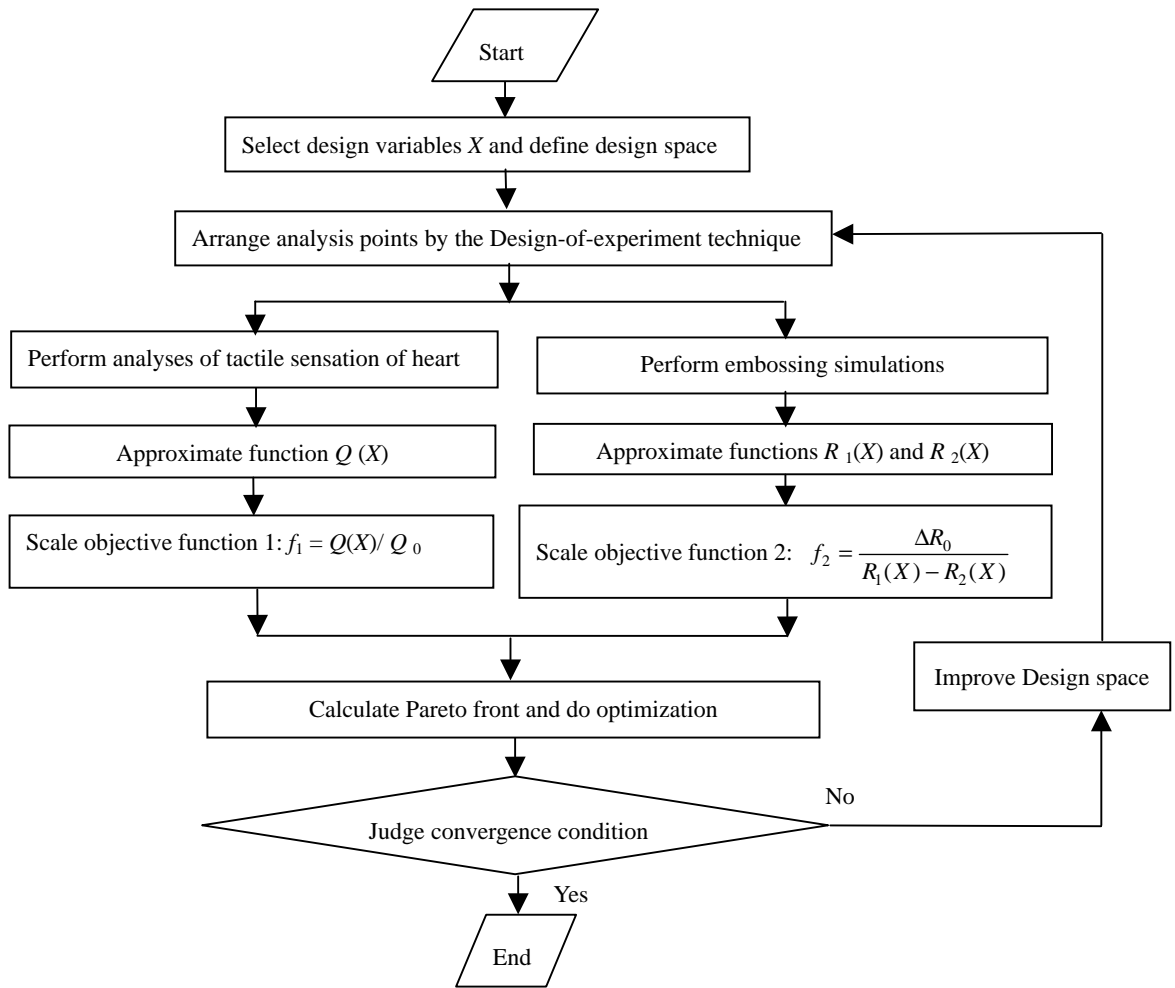 Start
Select design variables X and define design space
Arrange analysis points by the Design-of-experiment technique
Perform analyses of tactile sensation of heart
Perform embossing simulations
Approximate function Q (X)
Approximate functions R 1(X) and R 2(X)
Scale objective function 1: f1 = Q(X)/ Q 0
Scale objective function 2: f2 = ΔR0 / R1(X) − R2(X)
Improve Design space
Calculate Pareto front and do optimization
No
Judge convergence condition
Yes
End